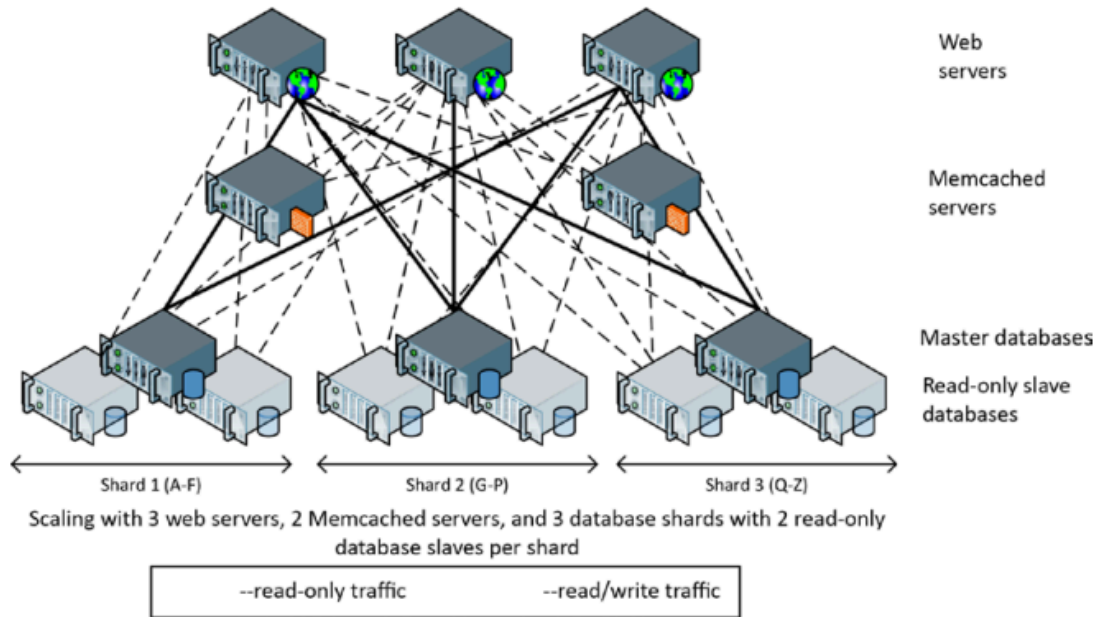 Web
servers
Memcached
servers
Master databases
Read-only slave
databases
Shard 1 (A-F)
Shard 2 (G-P)
Shard 3 (Q-Z)
Scaling with 3 web servers, 2 Memcached servers, and 3 database shards with 2 read-only
database slaves per shard
--read-only traffic
--read/write traffic